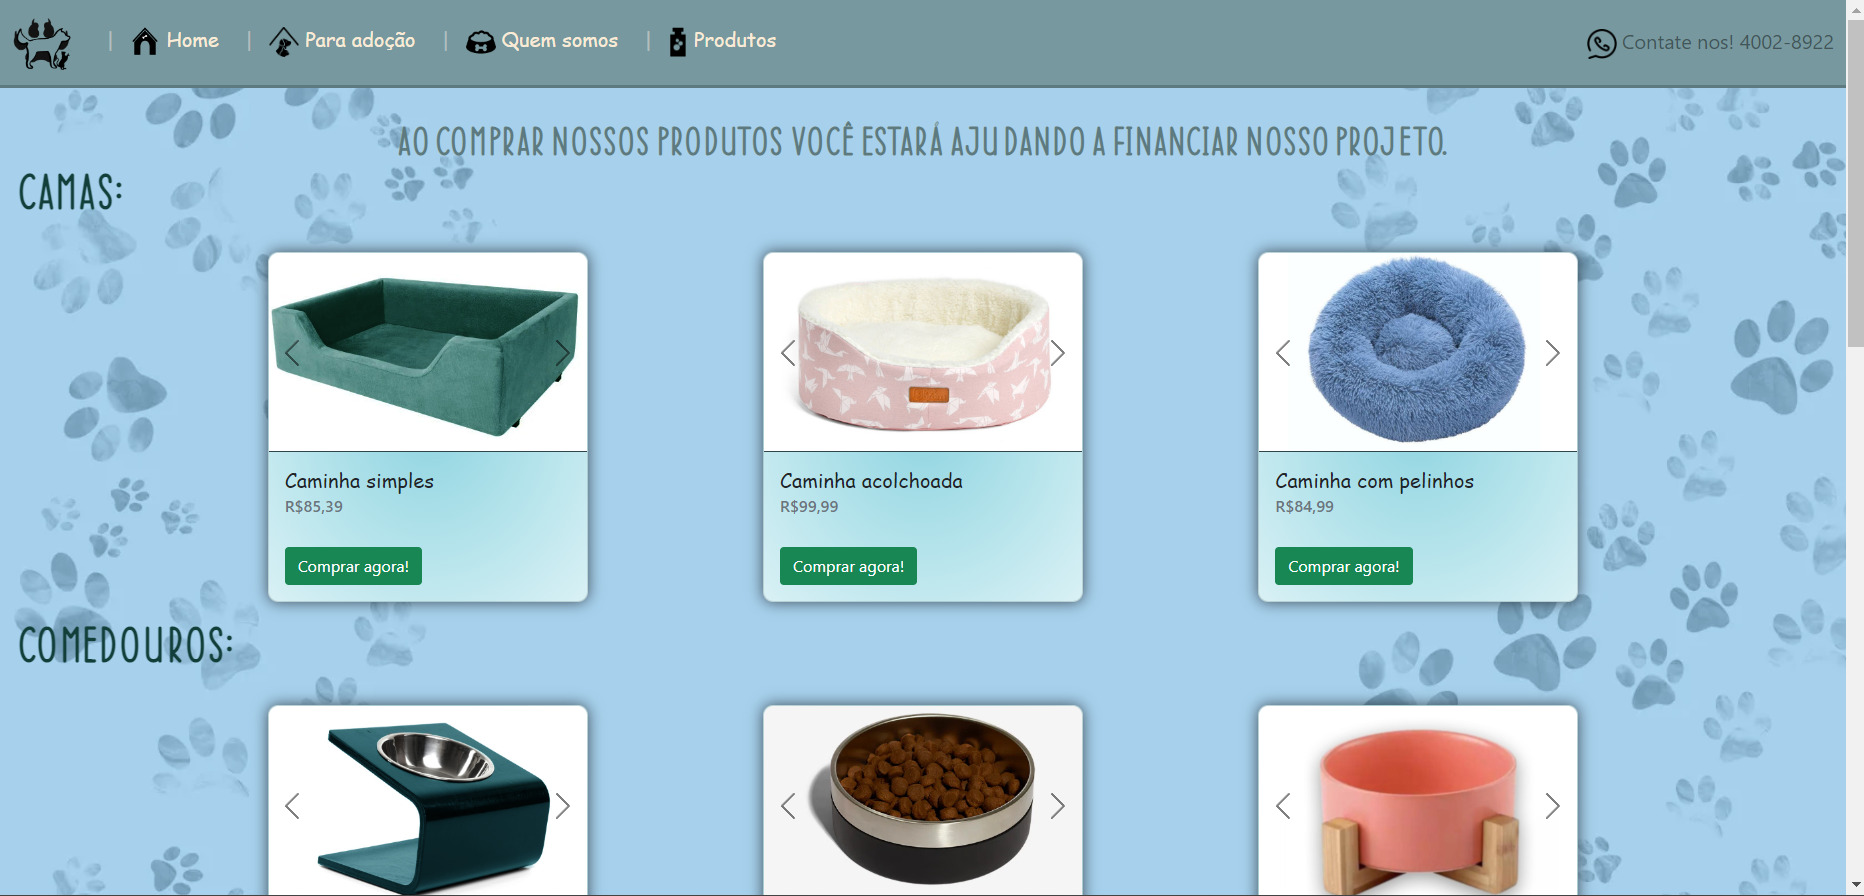 | Home | Para adoção | Quem somos | Produtos Contate nos! 4002-8922
AO COMPRAR NOSSOS PRODUTOS VOCÊ ESTARÁ AJUDANDO A FINANCIAR NOSSO PROJETO.
CAMAS:
Caminha simples
R$85,39
Comprar agora!
Caminha acolchoada
R$99,99
Comprar agora!
Caminha com pelinhos
R$84,99
Comprar agora!
COMEDOUROS: